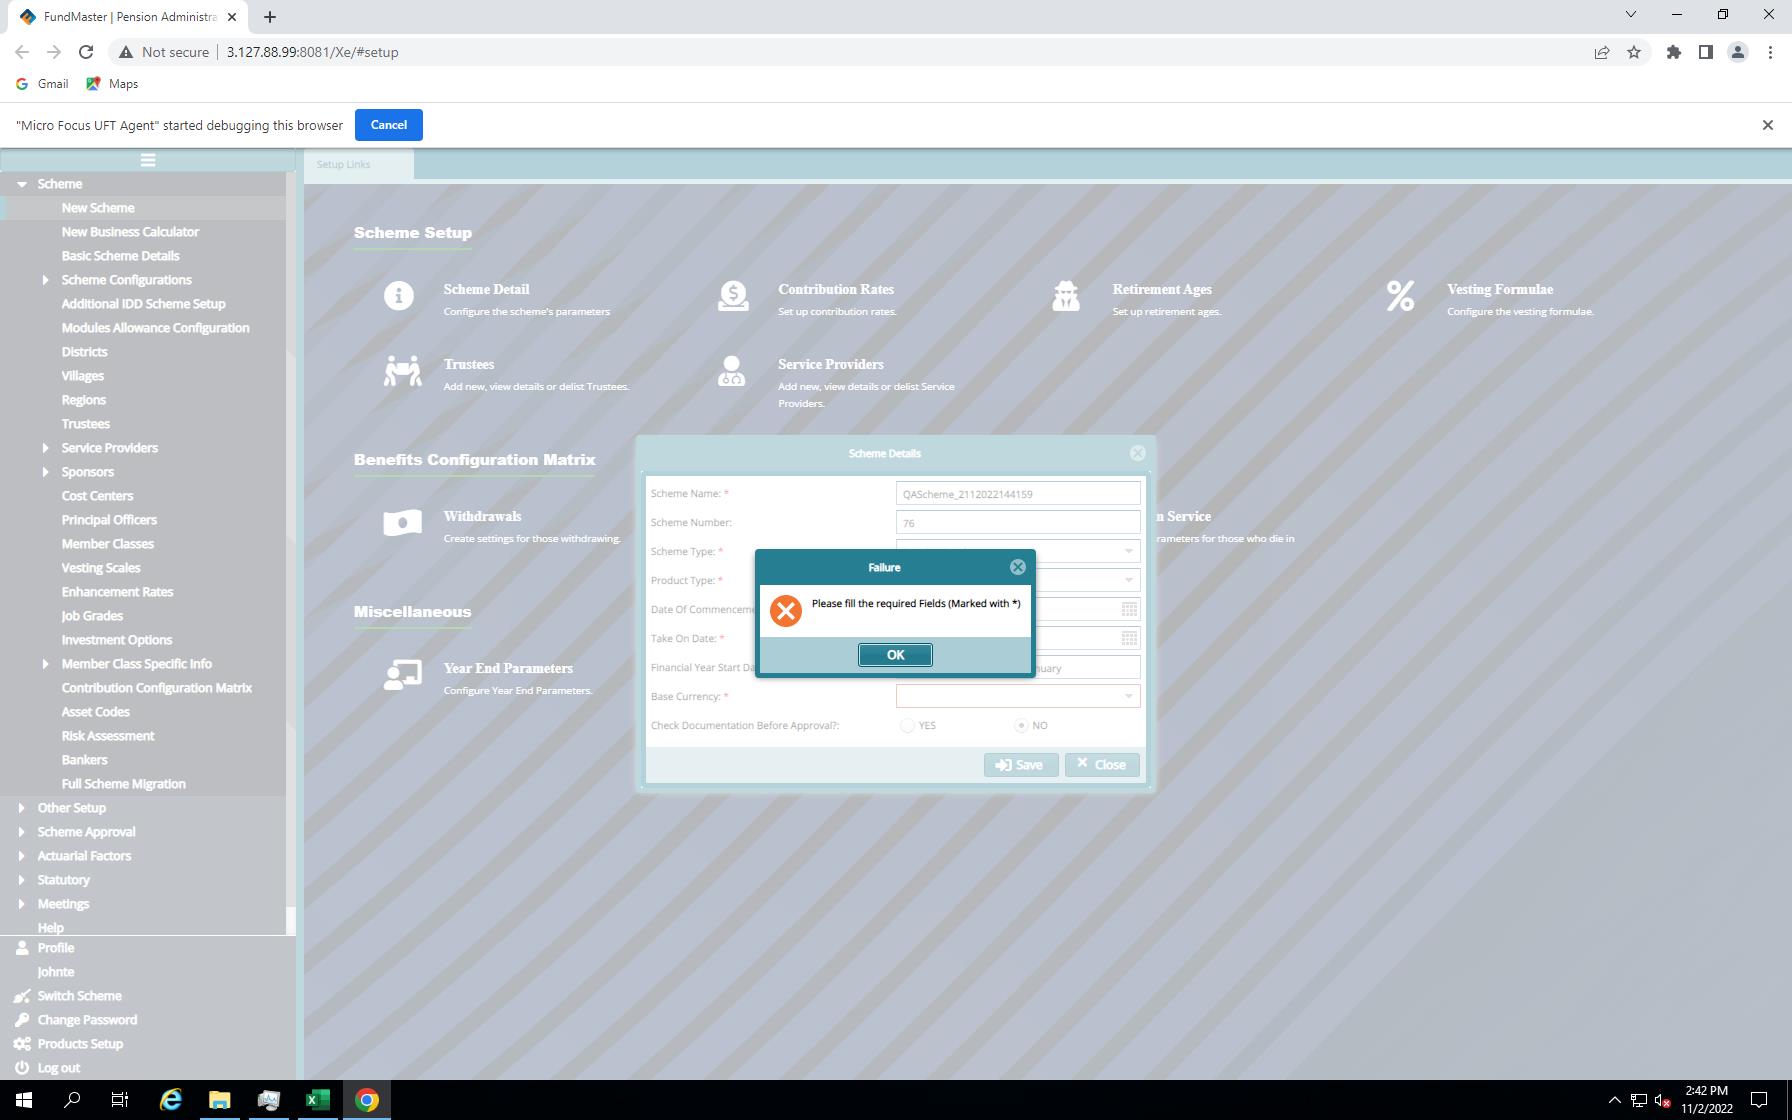 FundMaster | Pension Administra
Not secure
3.127.88.99:8081/Xe/#setup
Gmail
Maps
"Micro Focus UFT Agent" started debugging this browser
Cancel
Setup Links
Scheme
New Scheme
New Business Calculator
Basic Scheme Details
Scheme Configurations
Additional IDD Scheme Setup
Modules Allowance Configuration
Districts
Villages
Regions
Trustees
Service Providers
Sponsors
Cost Centers
Principal Officers
Member Classes
Vesting Scales
Enhancement Rates
Job Grades
Investment Options
Member Class Specific Info
Contribution Configuration Matrix
Asset Codes
Risk Assessment
Bankers
Full Scheme Migration
Other Setup
Scheme Approval
Actuarial Factors
Statutory
Meetings
Help
Profile
Johnte
Switch Scheme
Change Password
Products Setup
Log out
Scheme Setup
Scheme Detail
Configure the scheme's parameters
Contribution Rates
Set up contribution rates.
Retirement Ages
Set up retirement ages.
Vesting Formulae
Configure the vesting formulae.
Trustees
Add new, view details or delist Trustees.
Service Providers
Add new, view details or delist Service
Providers.
Benefits Configuration Matrix
Withdrawals
Create settings for those withdrawing.
n Service
arameters for those who die in
Miscellaneous
Year End Parameters
Configure Year End Parameters.
Scheme Details
Scheme Name: *
QAScheme_2112022144159
Scheme Number:
76
Scheme Type: *
Product Type: *
Date Of Commenceme
Take On Date: *
Financial Year Start Da
nuary
Base Currency: *
Check Documentation Before Approval?:
YES
NO
Save
Close
Failure
Please fill the required Fields (Marked with *)
OK
2:42 PM
11/2/2022